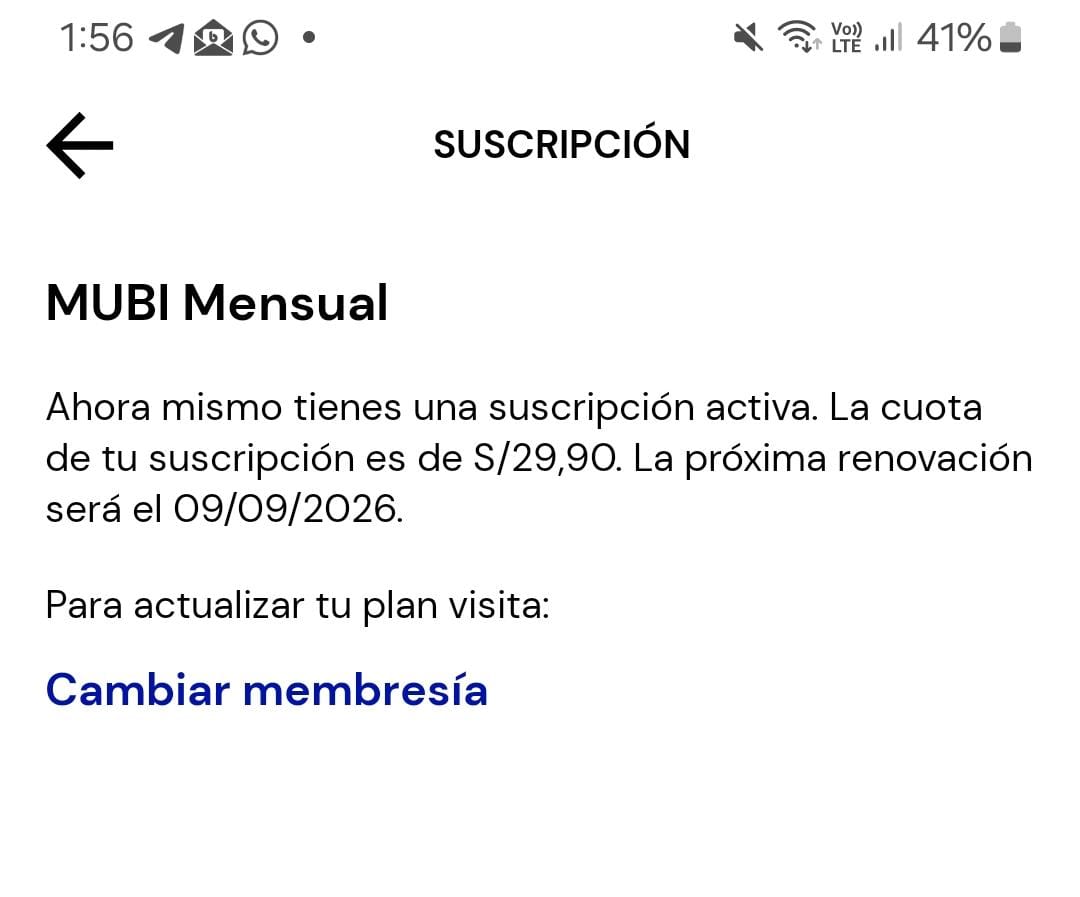 1:56
Vo)) LTE
41%
SUSCRIPCIÓN
MUBI Mensual
Ahora mismo tienes una suscripción activa. La cuota
de tu suscripción es de S/29,90. La próxima renovación
será el 09/09/2026.
Para actualizar tu plan visita:
Cambiar membresía